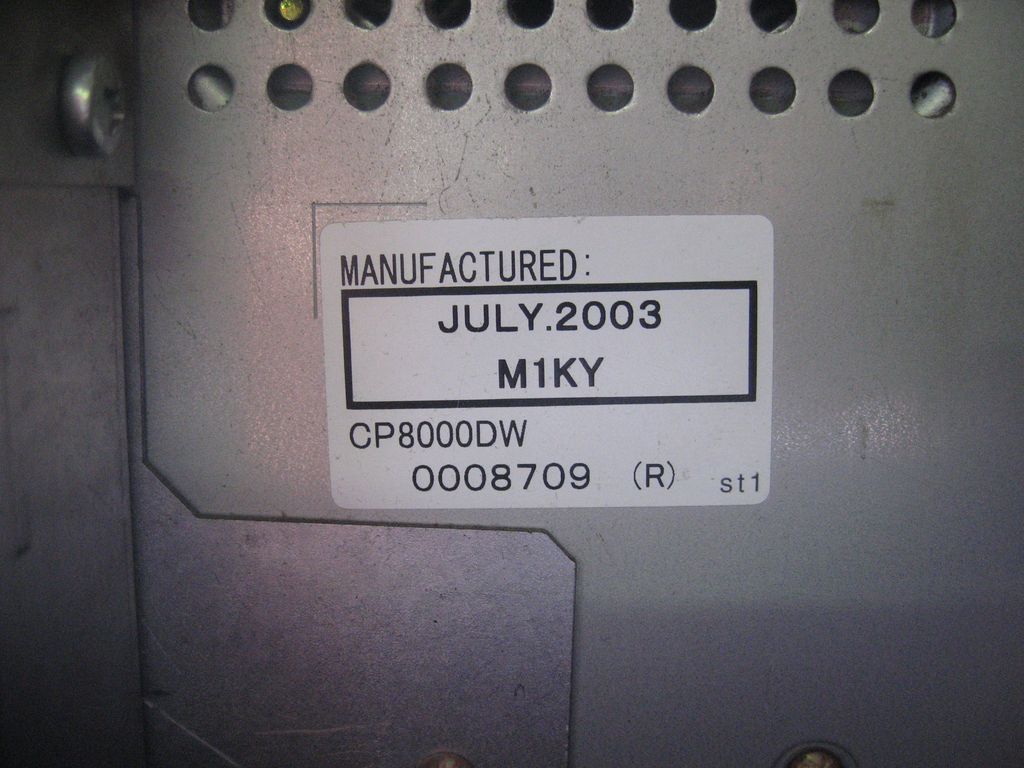 MANUFACTURED:
JULY.2003
M1KY
CP8000DW
0008709 (R) st1